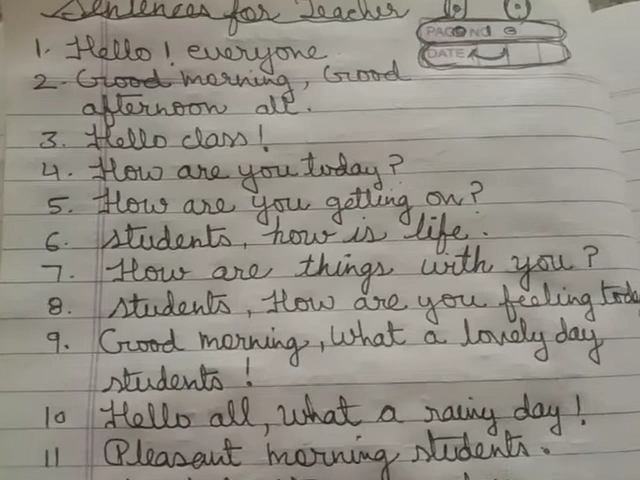 Sentences for Teacher
PAGE NO
DATE
1. Hello! everyone
2. Good morning, Good
afternoon all.
3. Hello class!
4. How are you today?
5. How are you getting on?
6. students, how is life.
7. How are things with you?
8. students, How are you feeling toda
9. Good morning, What a lovely day
students!
10 Hello all, What a rainy day!
11 Pleasant morning students.